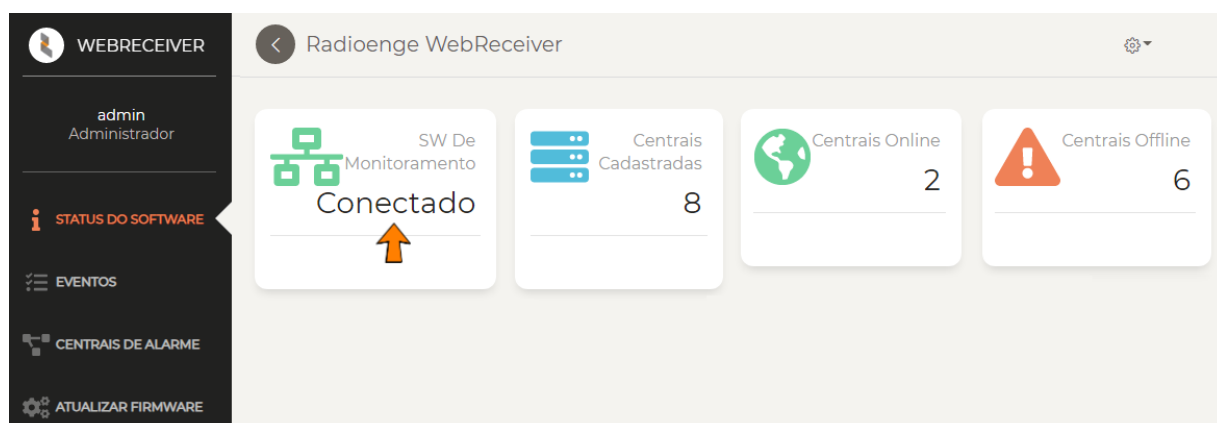 WEBRECEIVER
admin
Administrador
STATUS DO SOFTWARE
EVENTOS
CENTRAIS DE ALARME
ATUALIZAR FIRMWARE
Radioenge WebReceiver
SW De
Monitoramento
Conectado
Centrais
Cadastradas
8
Centrais Online
2
Centrais Offline
6